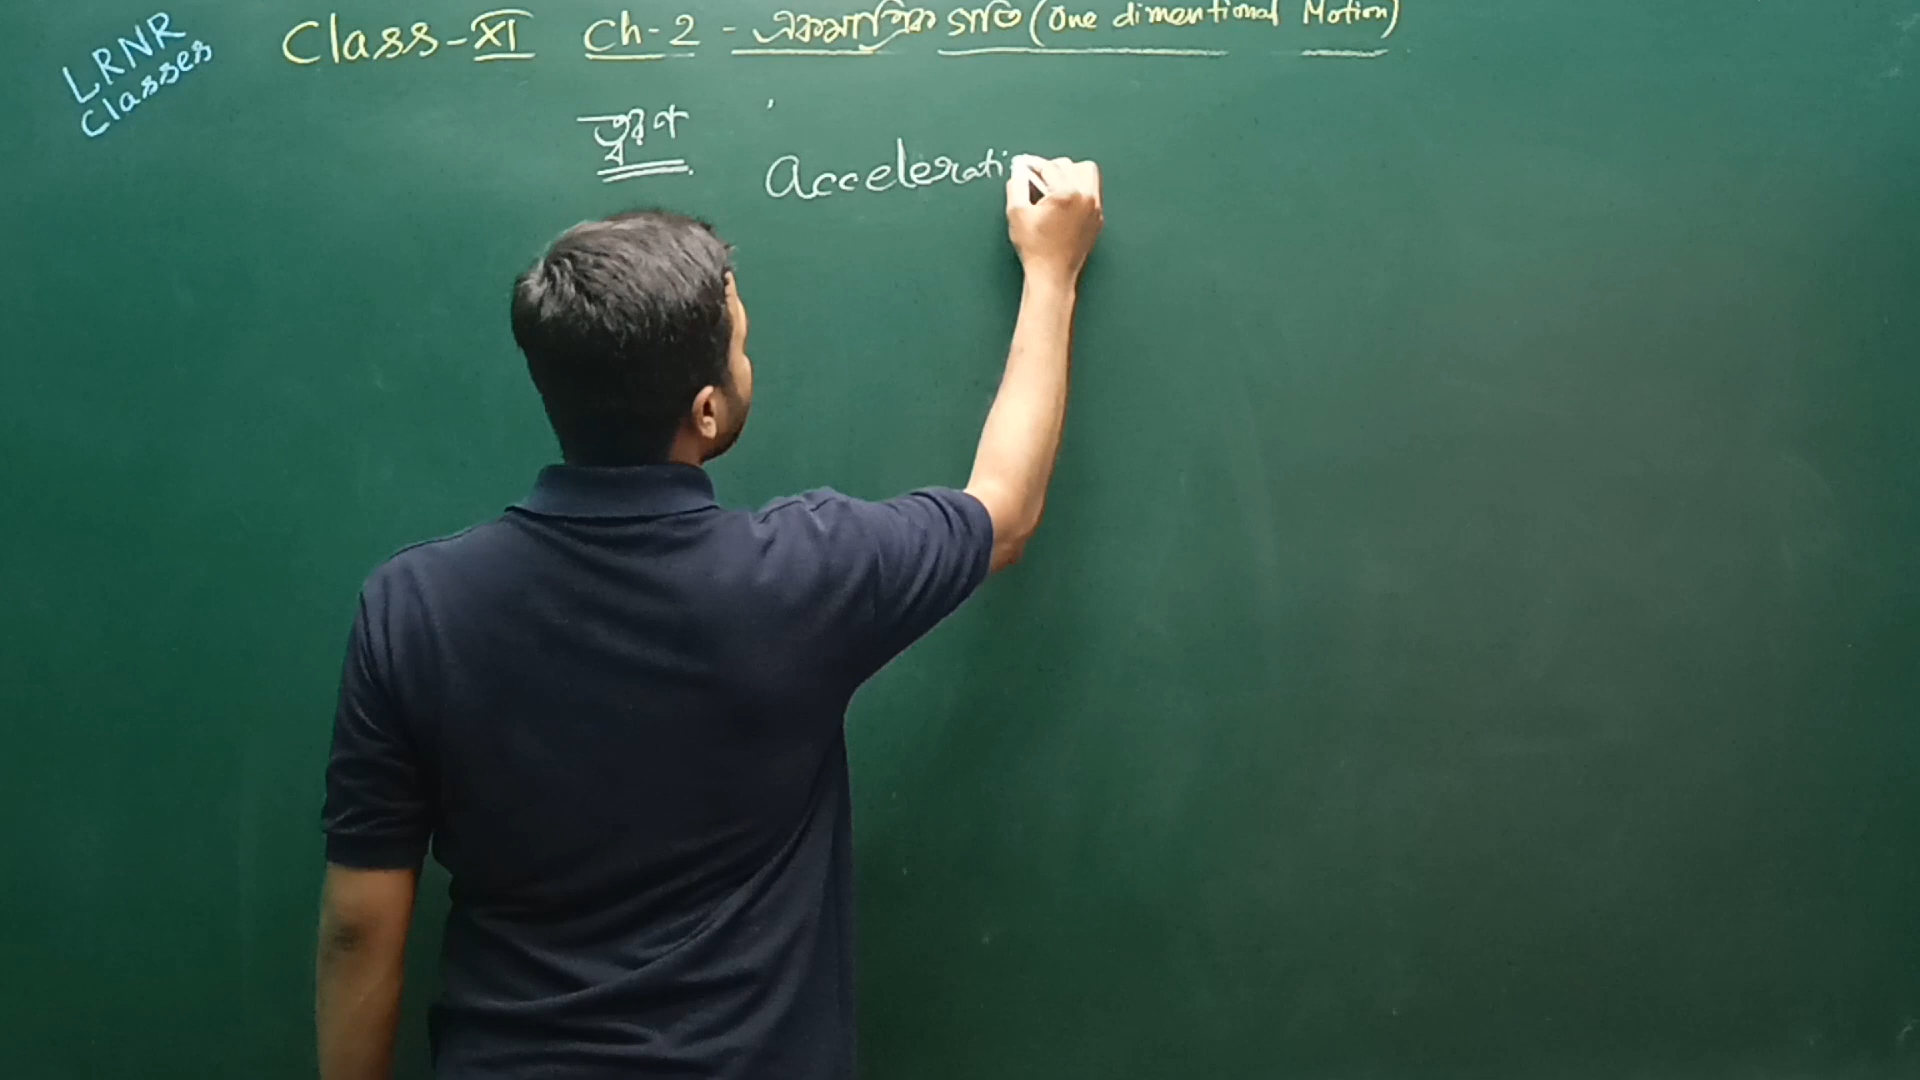 LRNR
Classes
Class-XI Ch-2 - একমাত্রিক গতি (One dimentional Motion)
ত্বরণ
Accelerati